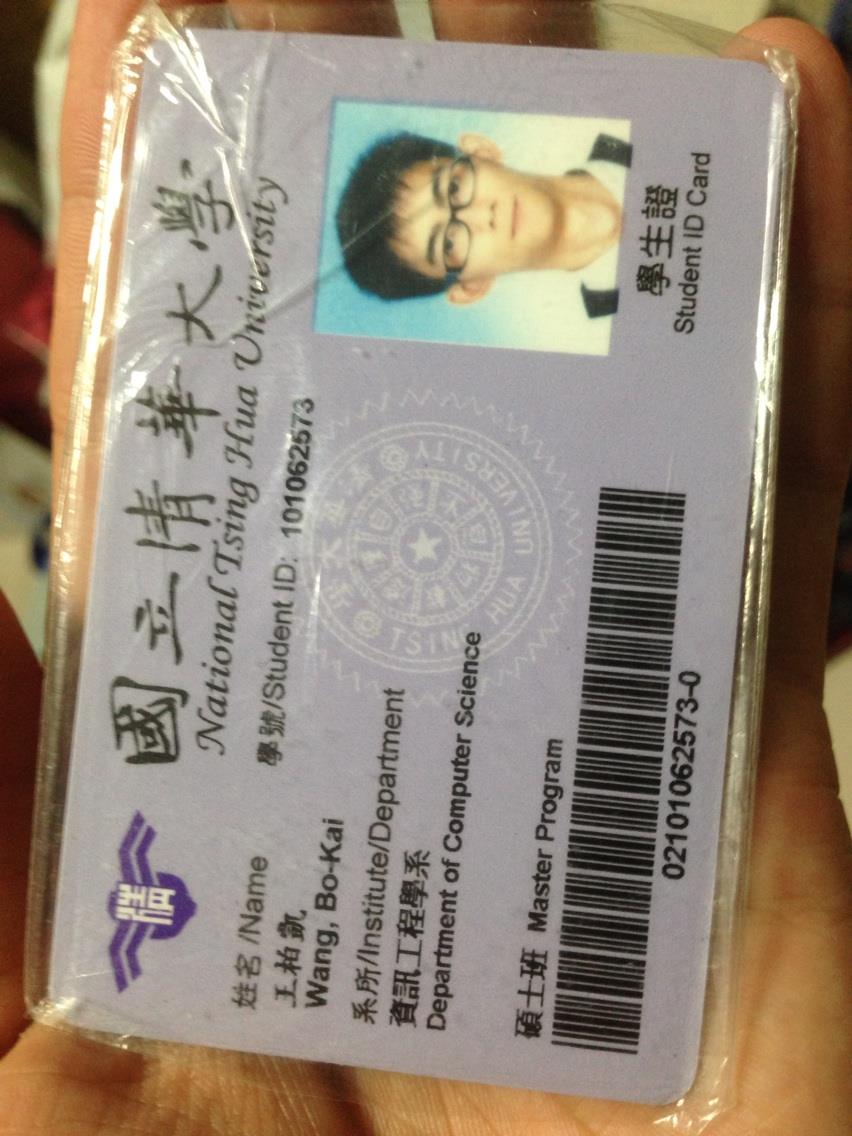 國立清華大學
National Tsing Hua University
學號/Student ID: 101062573
姓名 /Name
王柏凱
Wang, Bo-Kai
系所/Institute/Department
資訊工程學系
Department of Computer Science
碩士班 Master Program
02101062573-0
學生證
Student ID Card
TSING HUA UNIVERSITY